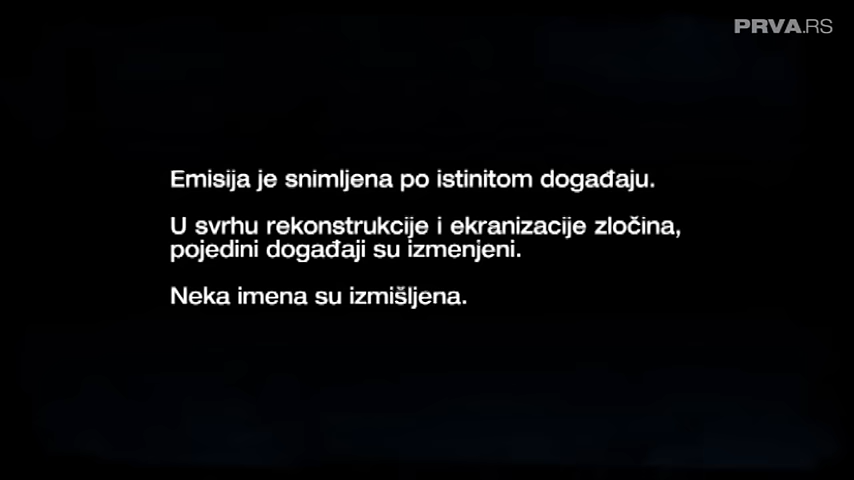 PRVA.RS
Emisija je snimljena po istinitom događaju.
U svrhu rekonstrukcije i ekranizacije zločina,
pojedini događaji su izmenjeni.
Neka imena su izmišljena.